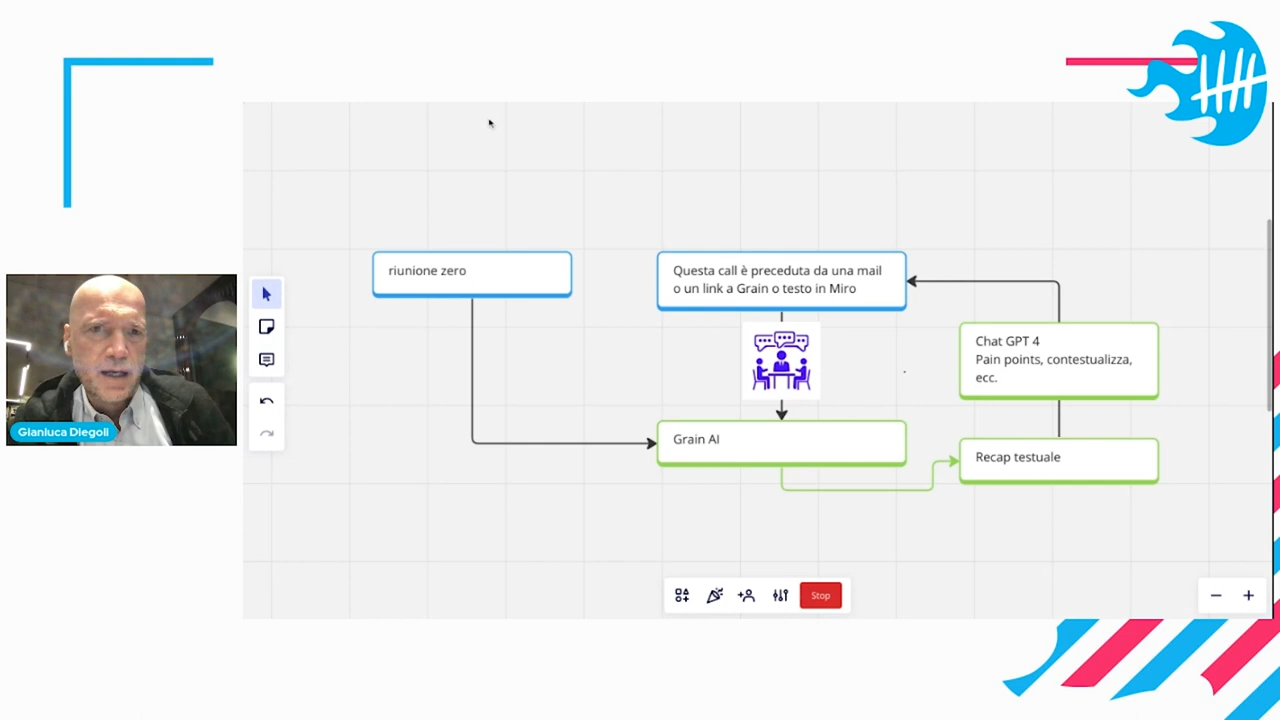 riunione zero
Questa call è preceduta da una mail
o un link a Grain o testo in Miro
Chat GPT 4
Pain points, contestualizza,
ecc.
Gianluca Diegoli
Grain AI
Recap testuale
Stop